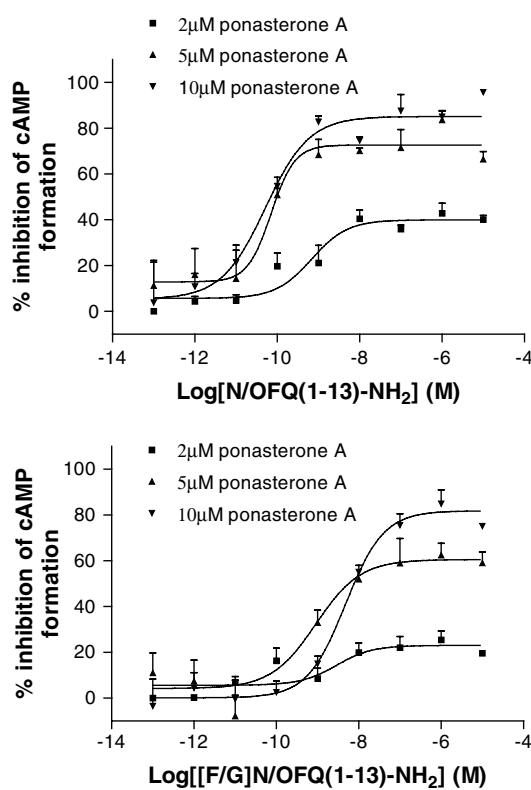 2μM ponasterone A
5μM ponasterone A
10μM ponasterone A
% inhibition of cAMP
formation
100
80
60
40
20
0
-14 -12 -10 -8 -6 -4
Log[N/OFQ(1-13)-NH₂] (M)
2μM ponasterone A
5μM ponasterone A
10μM ponasterone A
% inhibition of cAMP
formation
100
80
60
40
20
0
-14 -12 -10 -8 -6 -4
Log[[F/G]N/OFQ(1-13)-NH₂] (M)